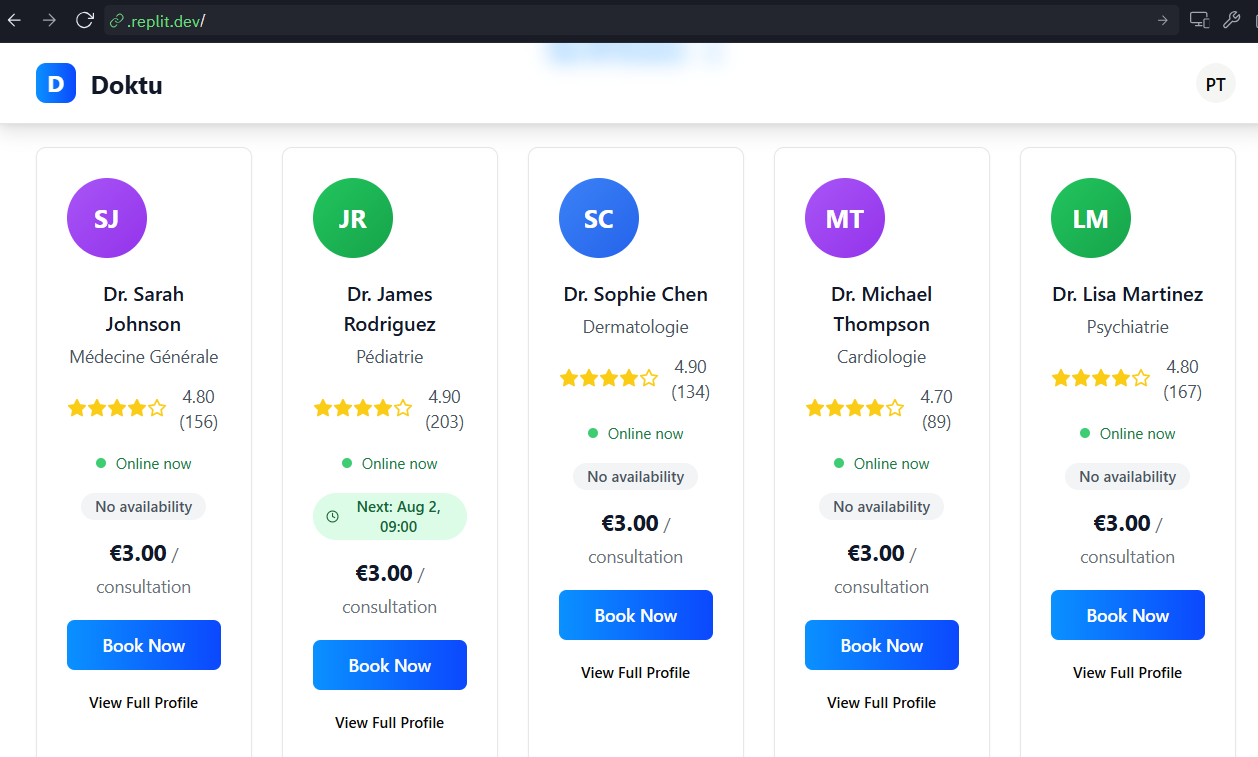 .replit.dev/
D
Doktu
PT
SJ
Dr. Sarah
Johnson
Médecine Générale
4.80
(156)
Online now
No availability
€3.00 /
consultation
Book Now
View Full Profile
JR
Dr. James
Rodriguez
Pédiatrie
4.90
(203)
Online now
Next: Aug 2,
09:00
€3.00 /
consultation
Book Now
View Full Profile
SC
Dr. Sophie Chen
Dermatologie
4.90
(134)
Online now
No availability
€3.00 /
consultation
Book Now
View Full Profile
MT
Dr. Michael
Thompson
Cardiologie
4.70
(89)
Online now
No availability
€3.00 /
consultation
Book Now
View Full Profile
LM
Dr. Lisa Martinez
Psychiatrie
4.80
(167)
Online now
No availability
€3.00 /
consultation
Book Now
View Full Profile